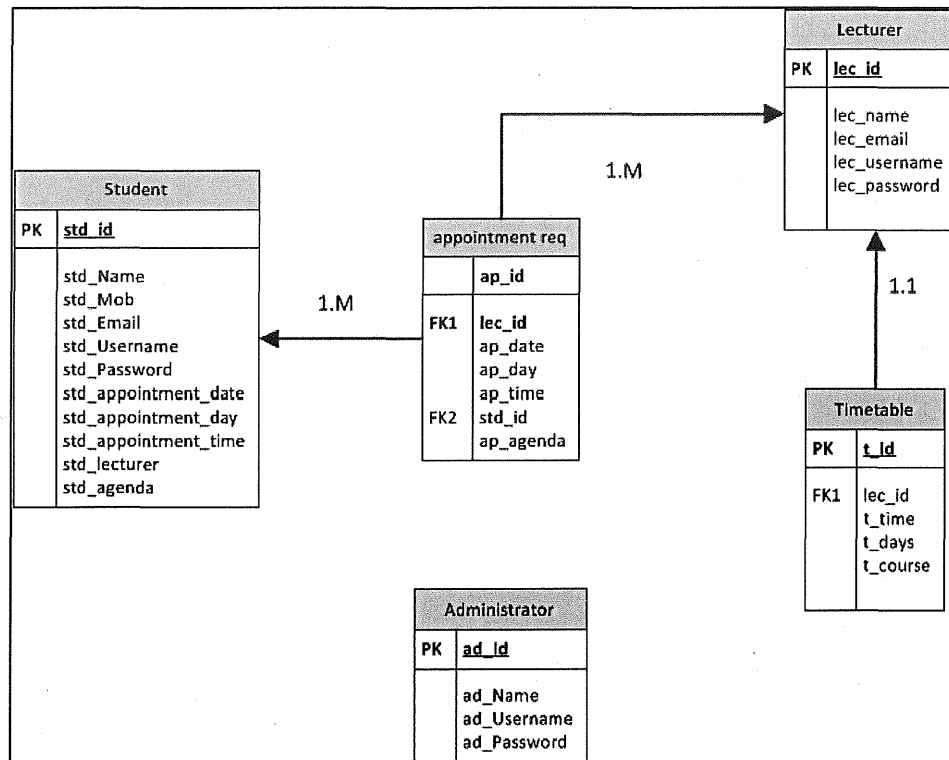 Lecturer
PK lec_id
lec_name
lec_email
lec_username
lec_password
1.M
Student
PK std_id
std_Name
std_Mob
std_Email
std_Username
std_Password
std_appointment_date
std_appointment_day
std_appointment_time
std_lecturer
std_agenda
1.M
appointment req
ap_id
FK1 lec_id
ap_date
ap_day
ap_time
FK2 std_id
ap_agenda
1.1
Timetable
PK t_id
FK1 lec_id
t_time
t_days
t_course
Administrator
PK ad_id
ad_Name
ad_Username
ad_Password